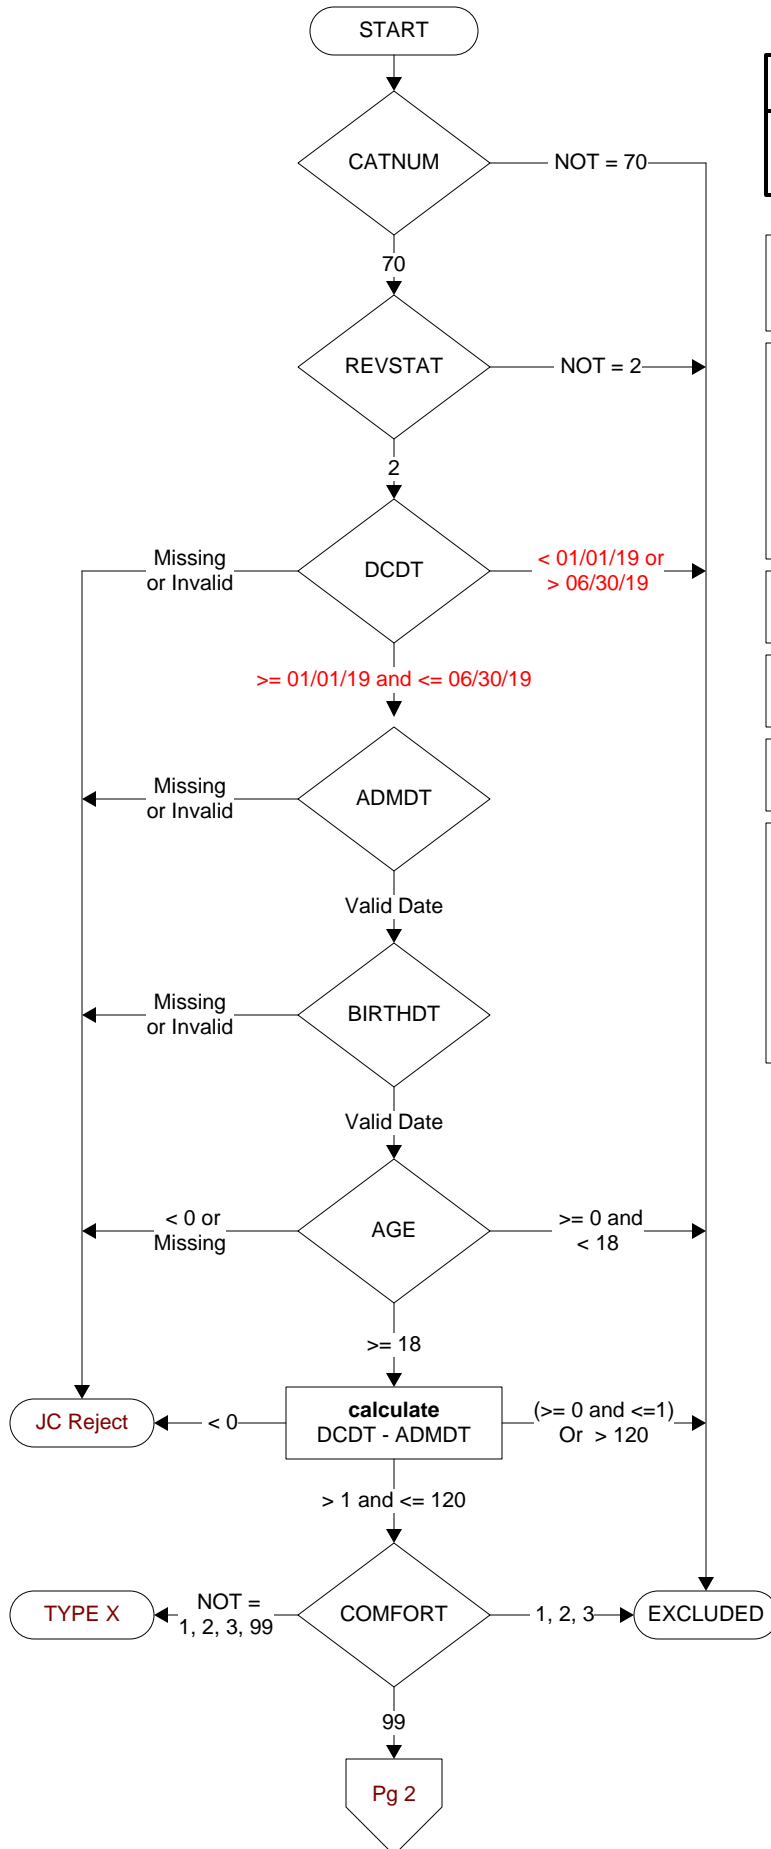 START
CATNUM
NOT = 70
70
REVSTAT
NOT = 2
2
Missing
or Invalid
DCDT
< 01/01/19 or
> 06/30/19
>= 01/01/19 and <= 06/30/19
Missing
or Invalid
ADMDT
Valid Date
Missing
or Invalid
BIRTHDT
Valid Date
< 0 or
Missing
AGE
>= 0 and
< 18
>= 18
JC Reject
< 0
calculate
DCDT - ADMDT
(>= 0 and <=1)
Or > 120
> 1 and <= 120
TYPE X
NOT =
1, 2, 3, 99
COMFORT
1, 2, 3
EXCLUDED
99
Pg 2